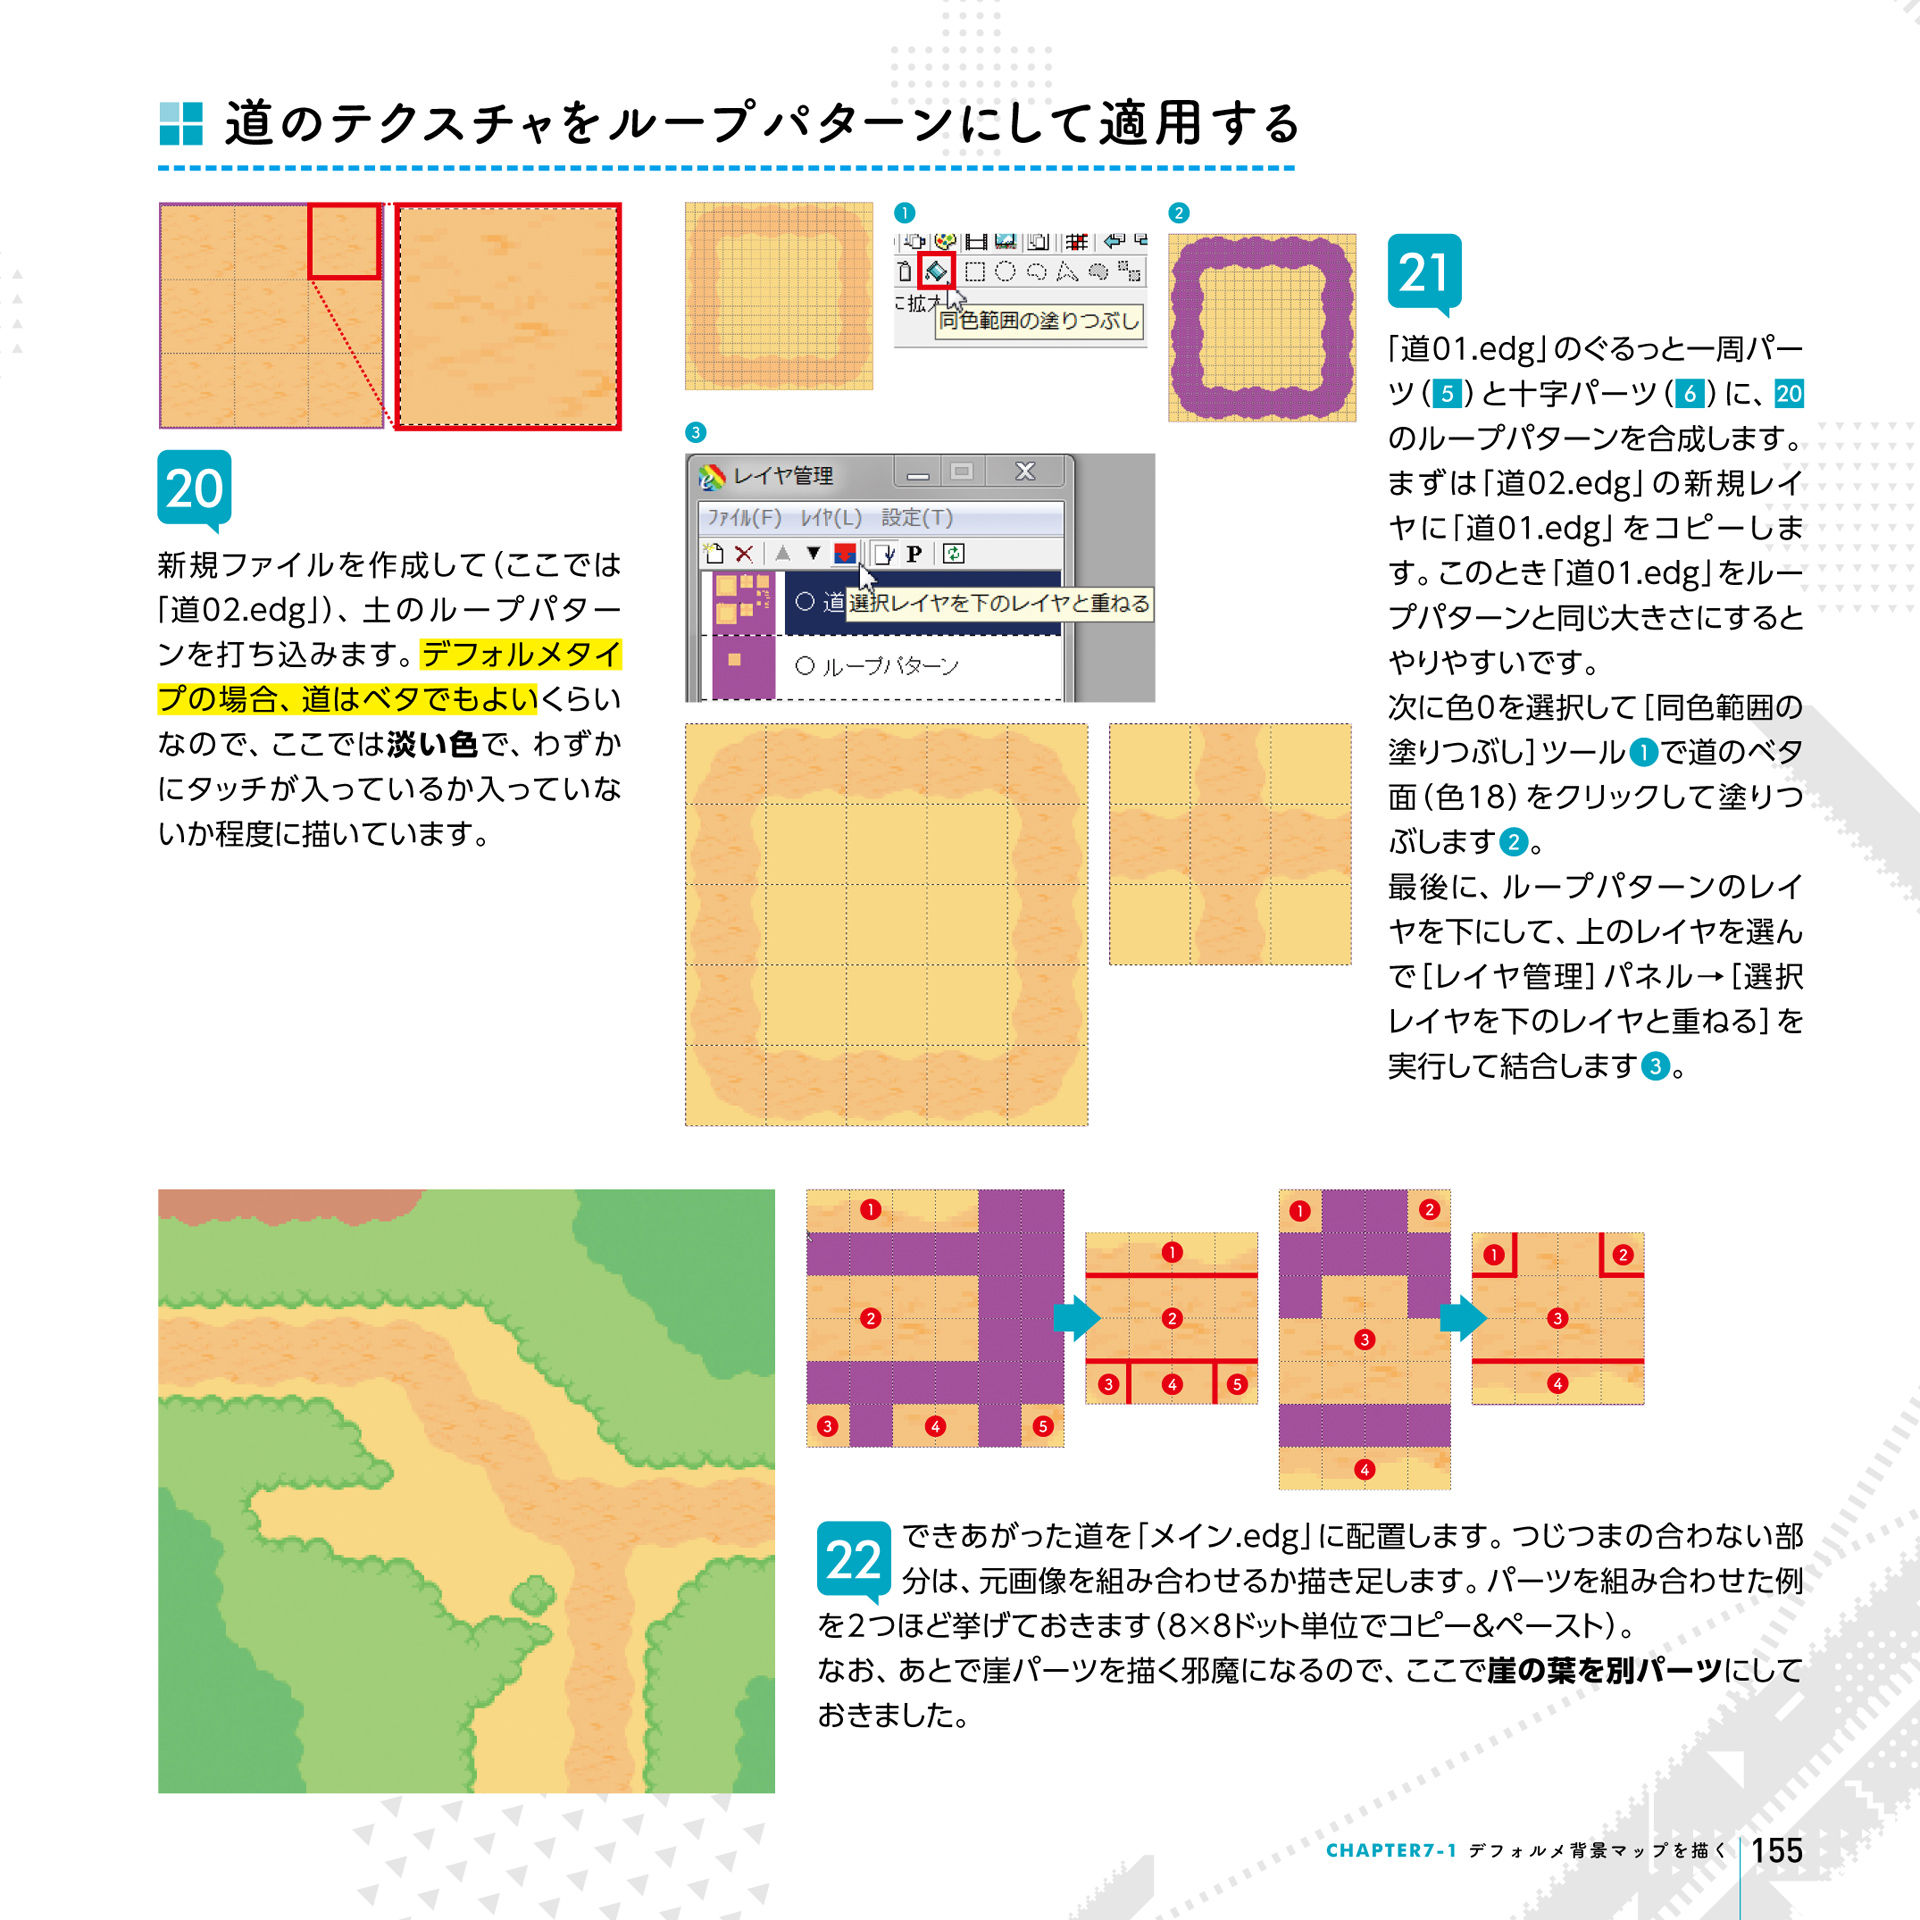 道のテクスチャをループパターンにして適用する
20
新規ファイルを作成して（ここでは
「道02.edg」）、土のループパター
ンを打ち込みます。デフォルメタイ
プの場合、道はベタでもよいくらい
なので、ここでは淡い色で、わずか
にタッチが入っているか入っていな
いか程度に描いています。
1
に拡大
同色範囲の塗りつぶし
2
3
レイヤ管理
ファイル(F) レイヤ(L) 設定(T)
P
道
選択レイヤを下のレイヤと重ねる
ループパターン
21
「道01.edg」のぐるっと一周パー
ツ（5）と十字パーツ（6）に、20
のループパターンを合成します。
まずは「道02.edg」の新規レイ
ヤに「道01.edg」をコピーしま
す。このとき「道01.edg」をルー
プパターンと同じ大きさにすると
やりやすいです。
次に色0を選択して［同色範囲の
塗りつぶし］ツール1で道のベタ
面（色18）をクリックして塗りつ
ぶします2。
最後に、ループパターンのレイ
ヤを下にして、上のレイヤを選ん
で［レイヤ管理］パネル→［選択
レイヤを下のレイヤと重ねる］を
実行して結合します3。
1
2
3 4 5
1
2
3 4 5
1 2
3
4
1 2
3
4
22
できあがった道を「メイン.edg」に配置します。つじつまの合わない部
分は、元画像を組み合わせるか描き足します。パーツを組み合わせた例
を2つほど挙げておきます（8×8ドット単位でコピー&ペースト）。
なお、あとで崖パーツを描く邪魔になるので、ここで崖の葉を別パーツにして
おきました。
CHAPTER7-1 デフォルメ背景マップを描く 155